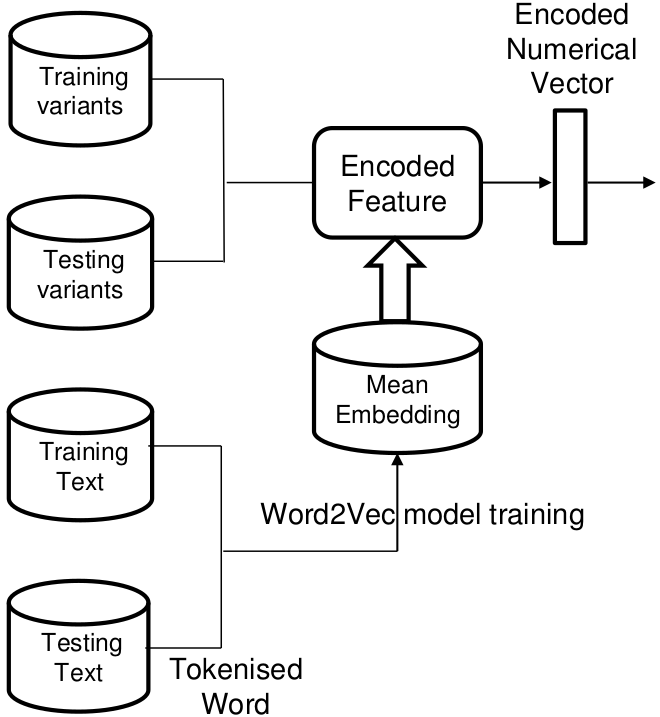 Encoded
Numerical
Vector
Training
variants
Encoded
Feature
Testing
variants
Mean
Embedding
Training
Text
Word2Vec model training
Testing
Text
Tokenised
Word